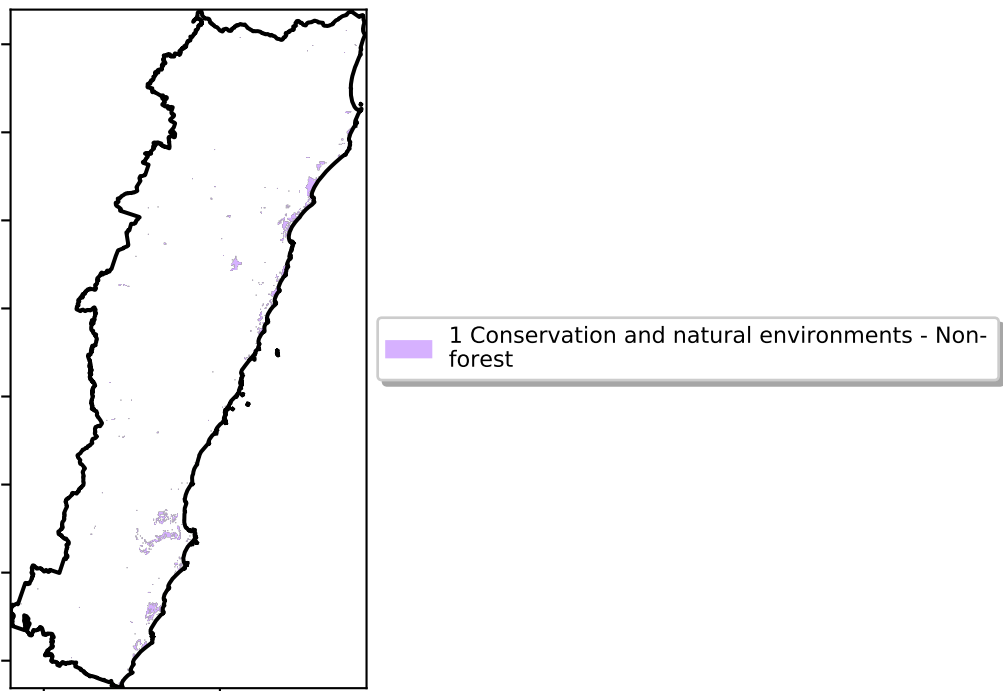 1 Conservation and natural environments - Non-
forest